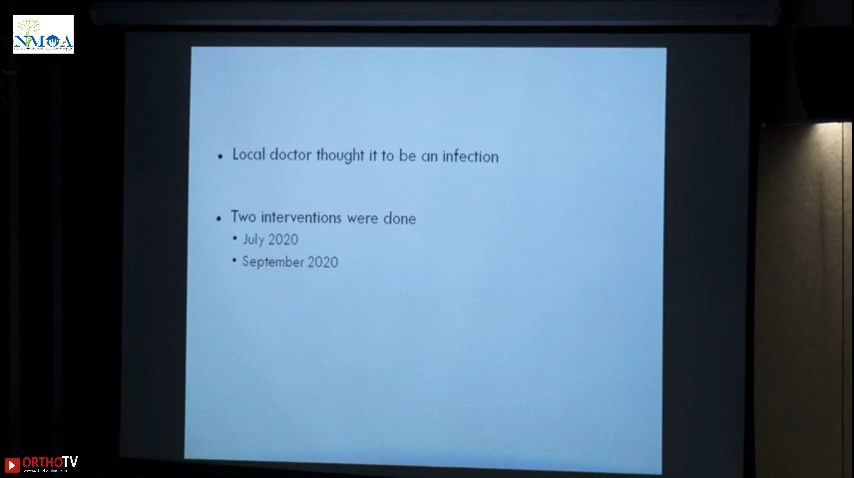 NMOA
• Local doctor thought it to be an infection
• Two interventions were done
• July 2020
• September 2020
ORTHOTV